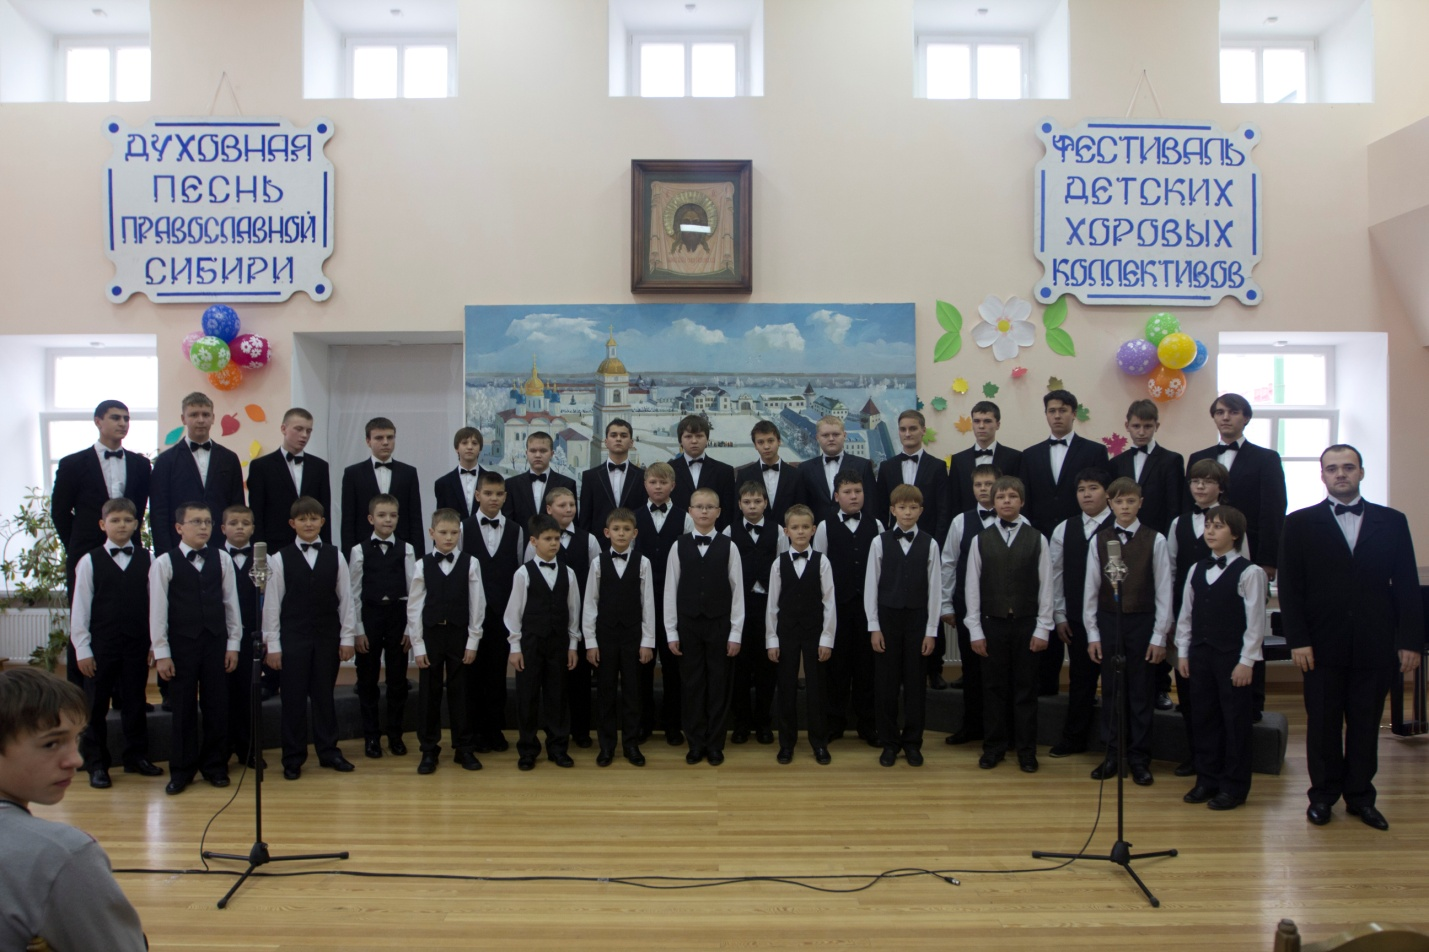 ДУХОВНАЯ
ПЕСНЬ
ПРАВОСЛАВНОЙ
СИБИРИ
ФЕСТИВАЛЬ
ДЕТСКИХ
ХОРОВЫХ
КОЛЛЕКТИВОВ